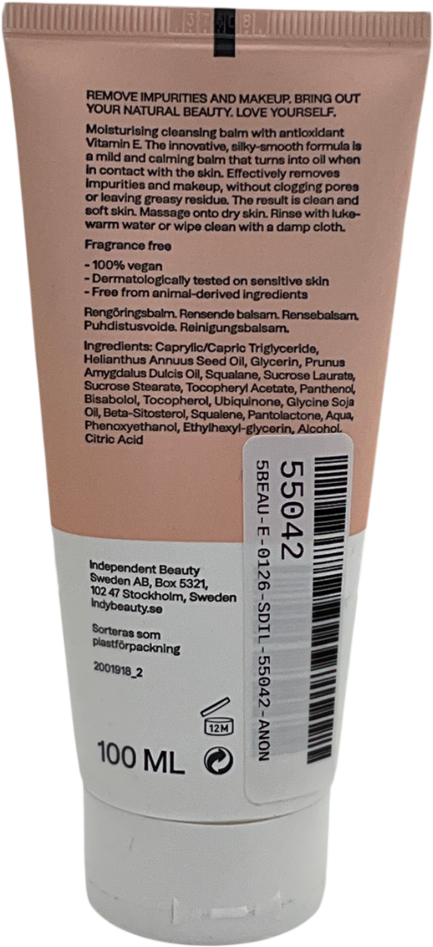 REMOVE IMPURITIES AND MAKEUP. BRING OUT
YOUR NATURAL BEAUTY. LOVE YOURSELF.
Moisturising cleansing balm with antioxidant
Vitamin E. The innovative, silky-smooth formula is
a mild and calming balm that turns into oil when
in contact with the skin. Effectively removes
impurities and makeup, without clogging pores
or leaving greasy residue. The result is clean and
soft skin. Massage onto dry skin. Rinse with luke-
warm water or wipe clean with a damp cloth.
Fragrance free
- 100% vegan
- Dermatologically tested on sensitive skin
- Free from animal-derived ingredients
Rengöringsbalm. Rensende balsam. Rensebalsam.
Puhdistusvoide. Reinigungsbalsam.
Ingredients: Caprylic/Capric Triglyceride,
Helianthus Annuus Seed Oil, Glycerin, Prunus
Amygdalus Dulcis Oil, Squalane, Sucrose Laurate,
Sucrose Stearate, Tocopheryl Acetate, Panthenol,
Bisabolol, Tocopherol, Ubiquinone, Glycine Soja
Oil, Beta-Sitosterol, Squalene, Pantolactone, Aqua,
Phenoxyethanol, Ethylhexyl-glycerin, Alcohol,
Citric Acid
Independent Beauty
Sweden AB, Box 5321,
102 47 Stockholm, Sweden
Indybeauty.se
Sorteras som
plastförpackning
2001918_2
12M
100 ML
55042
5BEAU-E-0126-SDIL-55042-ANON